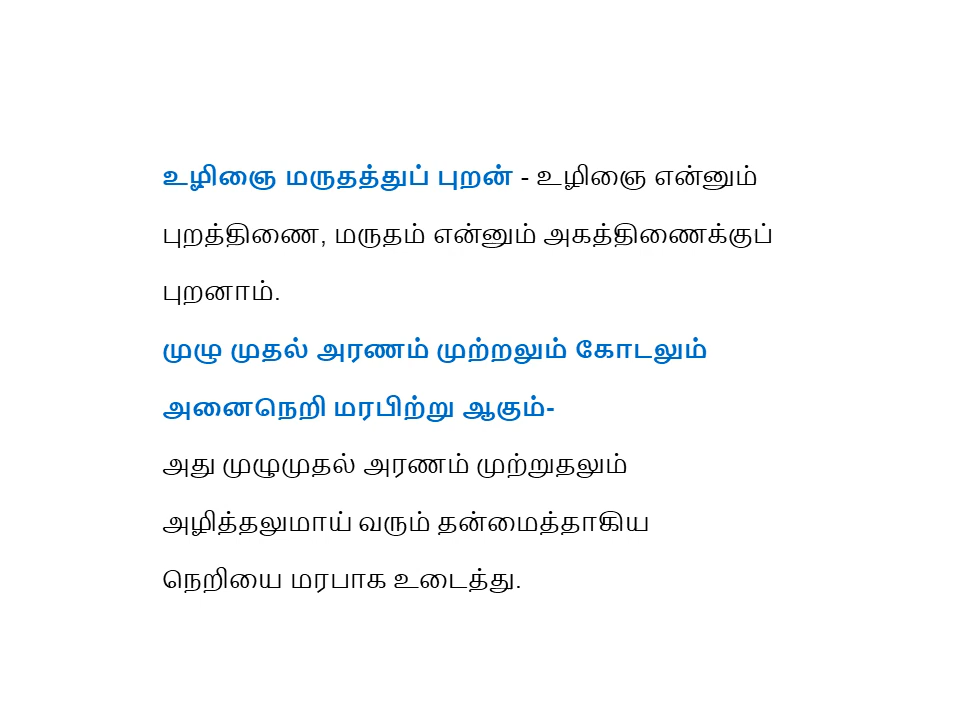 உழிஞை மருதத்துப் புறன் - உழிஞை என்னும்
புறத்திணை, மருதம் என்னும் அகத்திணைக்குப்
புறனாம்.
முழு முதல் அரணம் முற்றலும் கோடலும்
அனைநெறி மரபிற்று ஆகும்-
அது முழுமுதல் அரணம் முற்றுதலும்
அழித்தலுமாய் வரும் தன்மைத்தாகிய
நெறியை மரபாக உடைத்து.